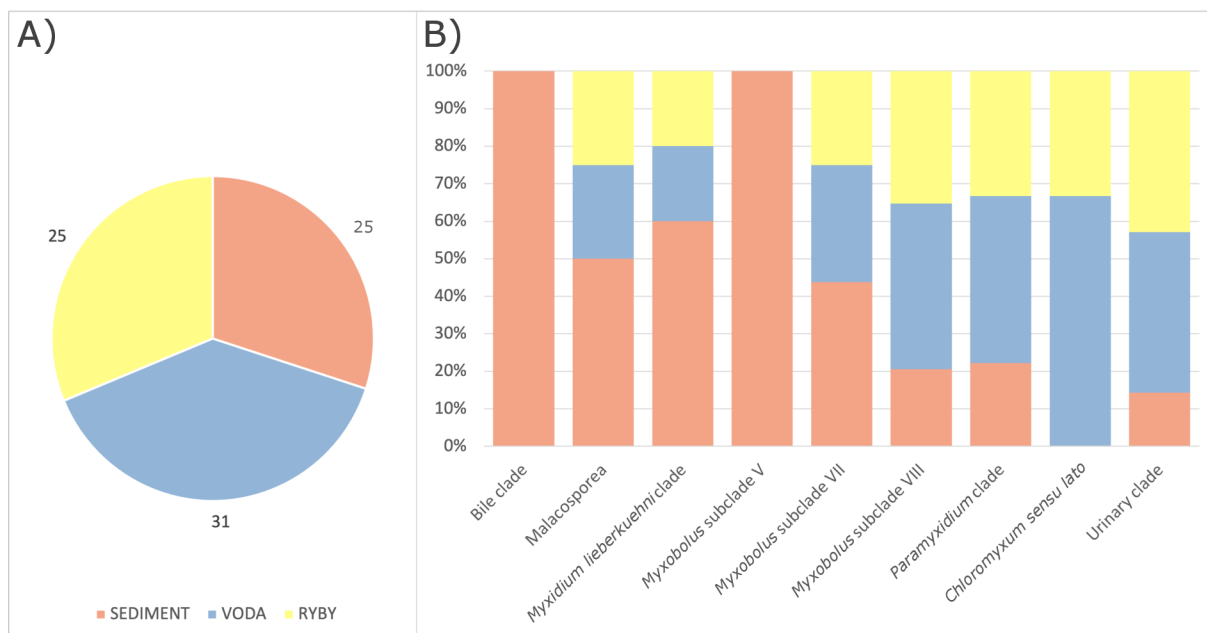 A)
25
25
31
SEDIMENT VODA RYBY
B)
100%
90%
80%
70%
60%
50%
40%
30%
20%
10%
0%
Bile clade
Malacosporea
Myxidium lieberkuehni clade
Myxobolus subclade V
Myxobolus subclade VII
Myxobolus subclade VIII
Paramyxidium clade
Chloromyxum sensu lato
Urinary clade